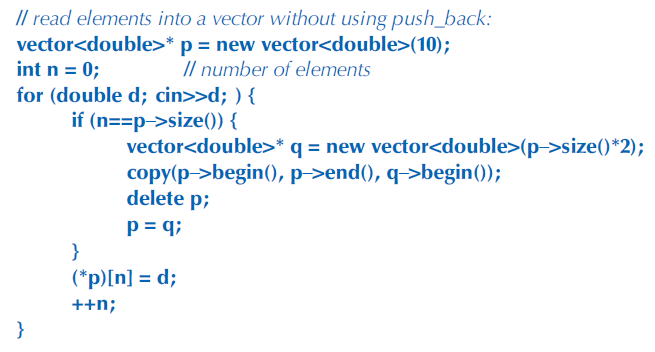 // read elements into a vector without using push_back:
vector<double>* p = new vector<double>(10);
int n = 0; // number of elements
for (double d; cin>>d; ) {
if (n==p–>size()) {
vector<double>* q = new vector<double>(p–>size()*2);
copy(p–>begin(), p–>end(), q–>begin());
delete p;
p = q;
}
(*p)[n] = d;
++n;
}